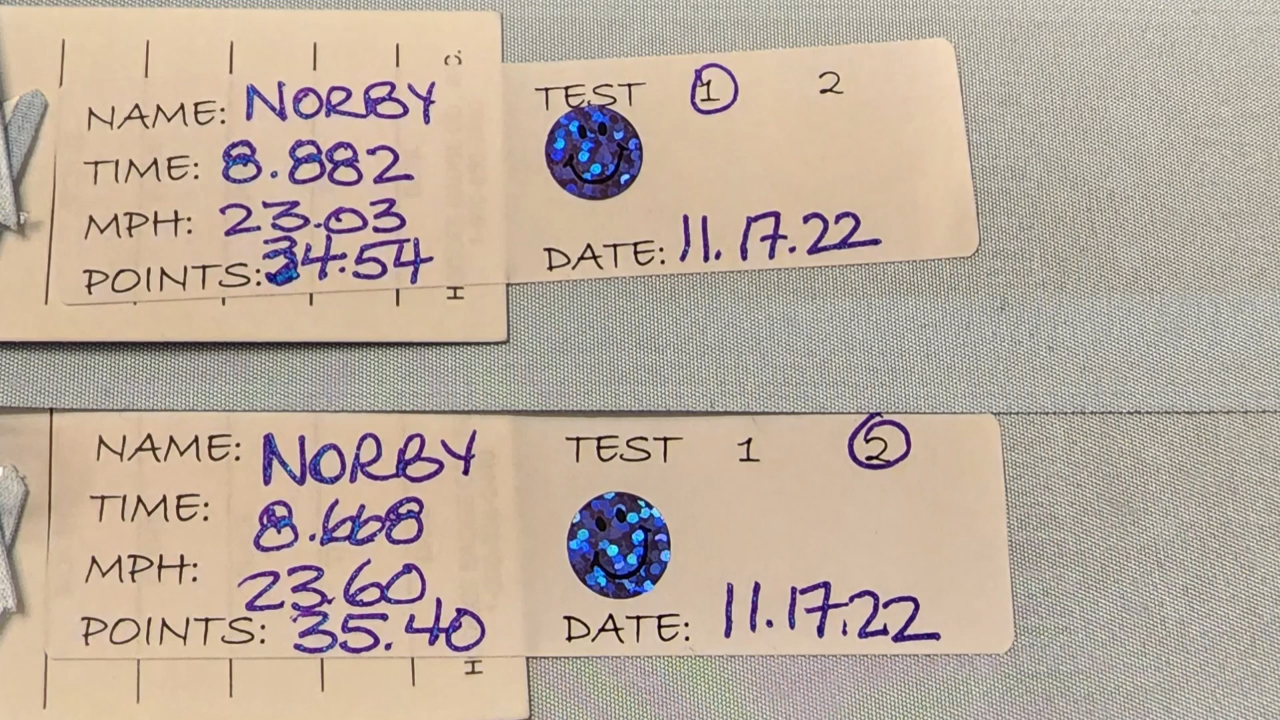 NAME: NORBY
TIME: 8.882
MPH: 23.03
POINTS: 34.54
TEST 1 2
DATE: 11.17.22
NAME: NORBY
TIME: 8.668
MPH: 23.60
POINTS: 35.40
TEST 1 2
DATE: 11.17.22